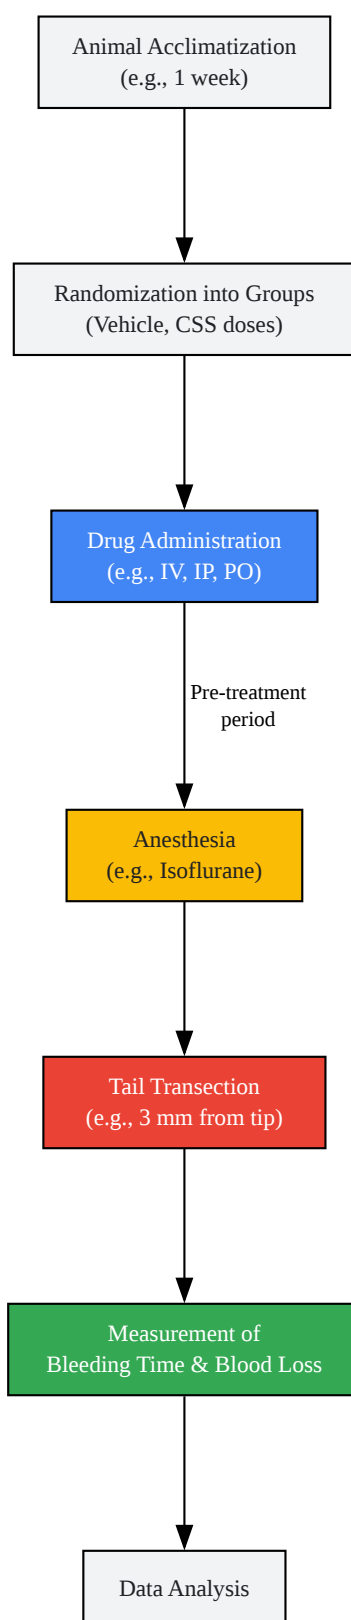 Animal Acclimatization
(e.g., 1 week)
Randomization into Groups
(Vehicle, CSS doses)
Drug Administration
(e.g., IV, IP, PO)
Pre-treatment
period
Anesthesia
(e.g., Isoflurane)
Tail Transection
(e.g., 3 mm from tip)
Measurement of
Bleeding Time & Blood Loss
Data Analysis